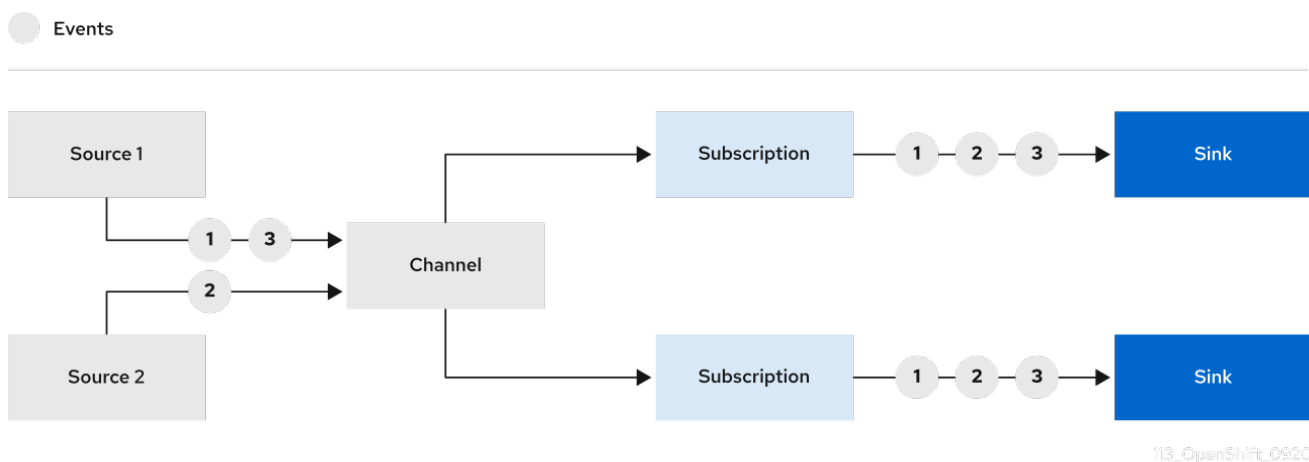 Events
Source 1
Subscription
1 2 3
Sink
1 3
Channel
2
Source 2
Subscription
1 2 3
Sink
113_OpenShift_0920